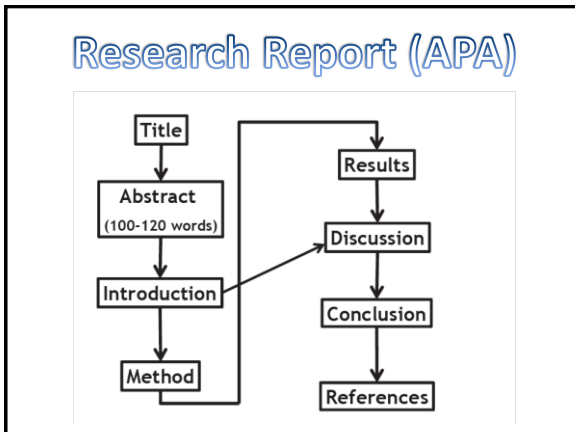 Research Report (APA)
Title
Abstract
(100-120 words)
Introduction
Method
Results
Discussion
Conclusion
References